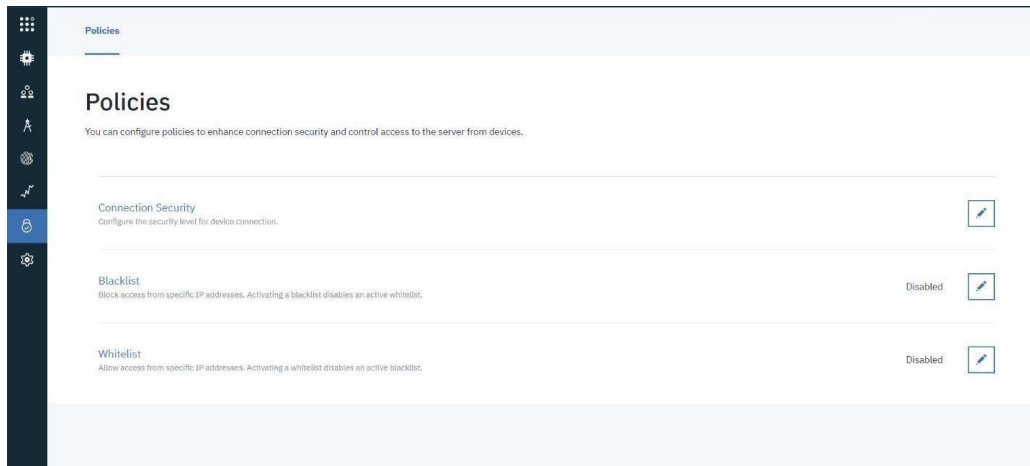 Policies
Policies
You can configure policies to enhance connection security and control access to the server from devices.
Connection Security
Configure the security level for device connection.
Blacklist
Block access from specific IP addresses. Activating a blacklist disables an active whitelist.
Disabled
Whitelist
Allow access from specific IP addresses. Activating a whitelist disables an active blacklist.
Disabled